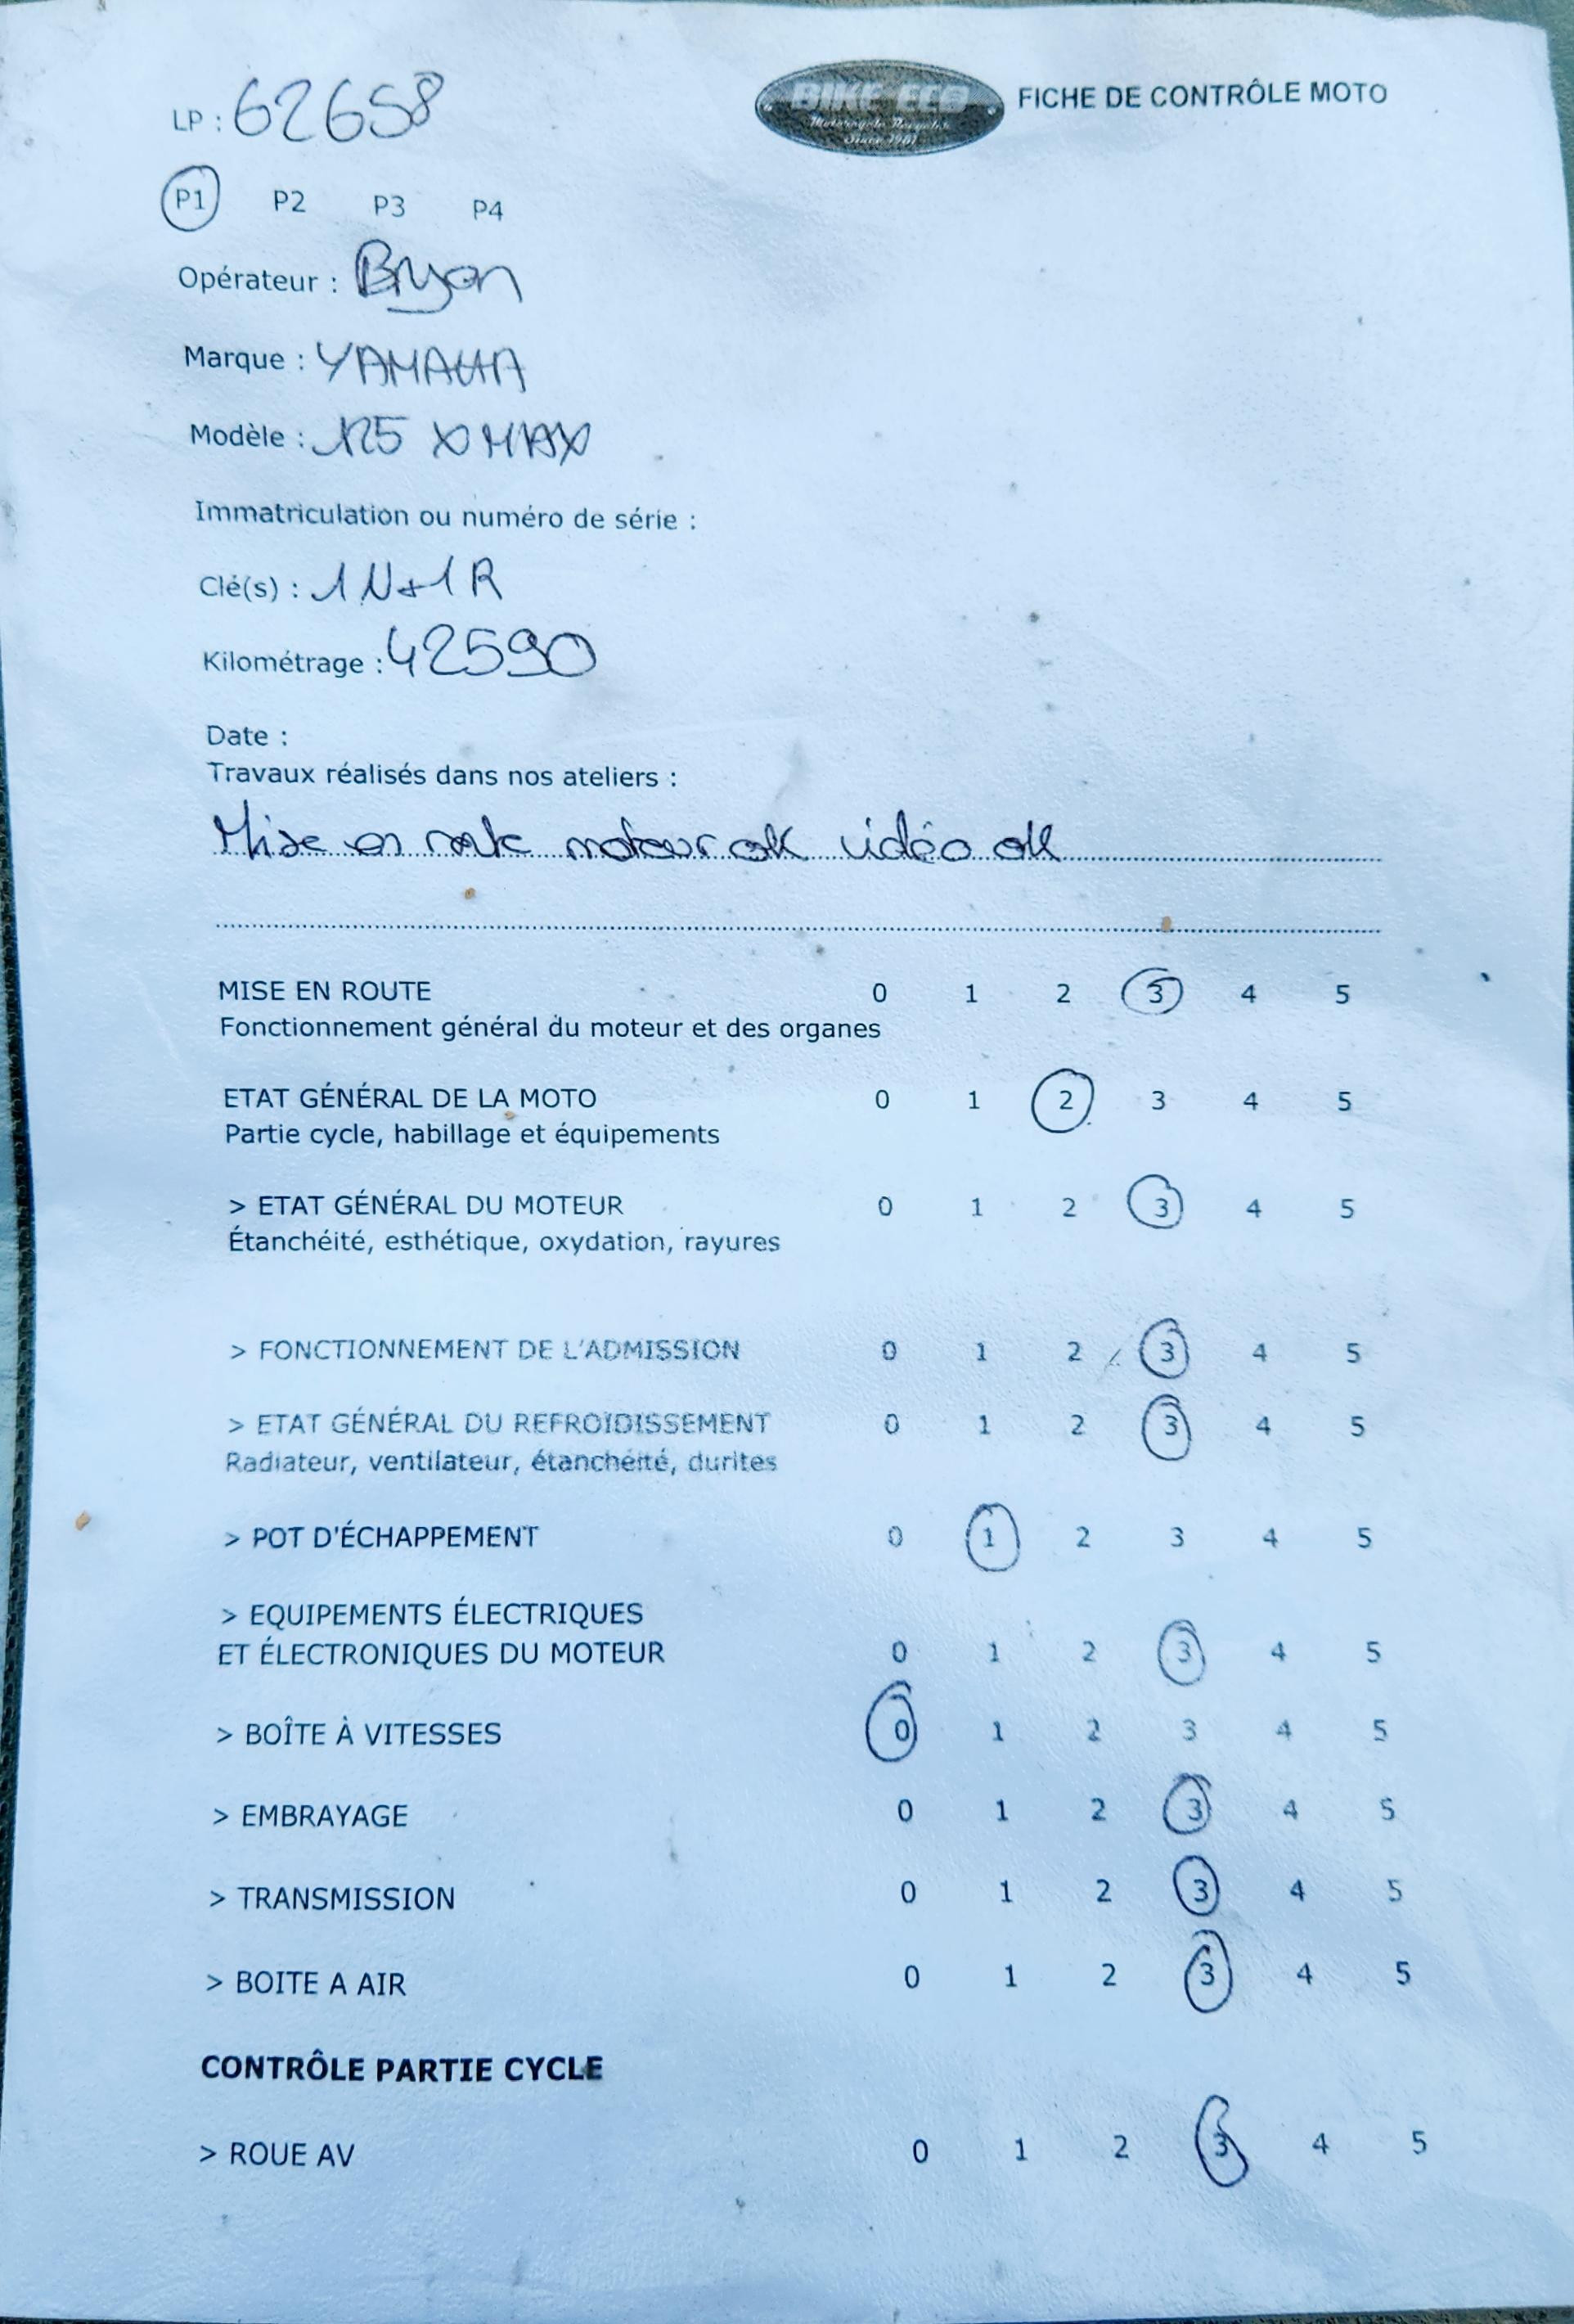 LP : 62658
BIKE ECO
Motorcycle Recycler
Since 1981
FICHE DE CONTRÔLE MOTO
P1 P2 P3 P4
Opérateur : Bryan
Marque : YAMAHA
Modèle : 125 XMAX
Immatriculation ou numéro de série :
Clé(s) : 1N+1R
Kilométrage : 42590
Date :
Travaux réalisés dans nos ateliers :
Mise en route moteur ok vidéo ok
MISE EN ROUTE 0 1 2 3 4 5
Fonctionnement général du moteur et des organes
ETAT GÉNÉRAL DE LA MOTO 0 1 2 3 4 5
Partie cycle, habillage et équipements
> ETAT GÉNÉRAL DU MOTEUR 0 1 2 3 4 5
Étanchéité, esthétique, oxydation, rayures
> FONCTIONNEMENT DE L'ADMISSION 0 1 2 3 4 5
> ETAT GÉNÉRAL DU REFROIDISSEMENT 0 1 2 3 4 5
Radiateur, ventilateur, étanchéité, durites
> POT D'ÉCHAPPEMENT 0 1 2 3 4 5
> EQUIPEMENTS ÉLECTRIQUES
ET ÉLECTRONIQUES DU MOTEUR 0 1 2 3 4 5
> BOÎTE À VITESSES 0 1 2 3 4 5
> EMBRAYAGE 0 1 2 3 4 5
> TRANSMISSION 0 1 2 3 4 5
> BOITE A AIR 0 1 2 3 4 5
CONTRÔLE PARTIE CYCLE
> ROUE AV 0 1 2 3 4 5